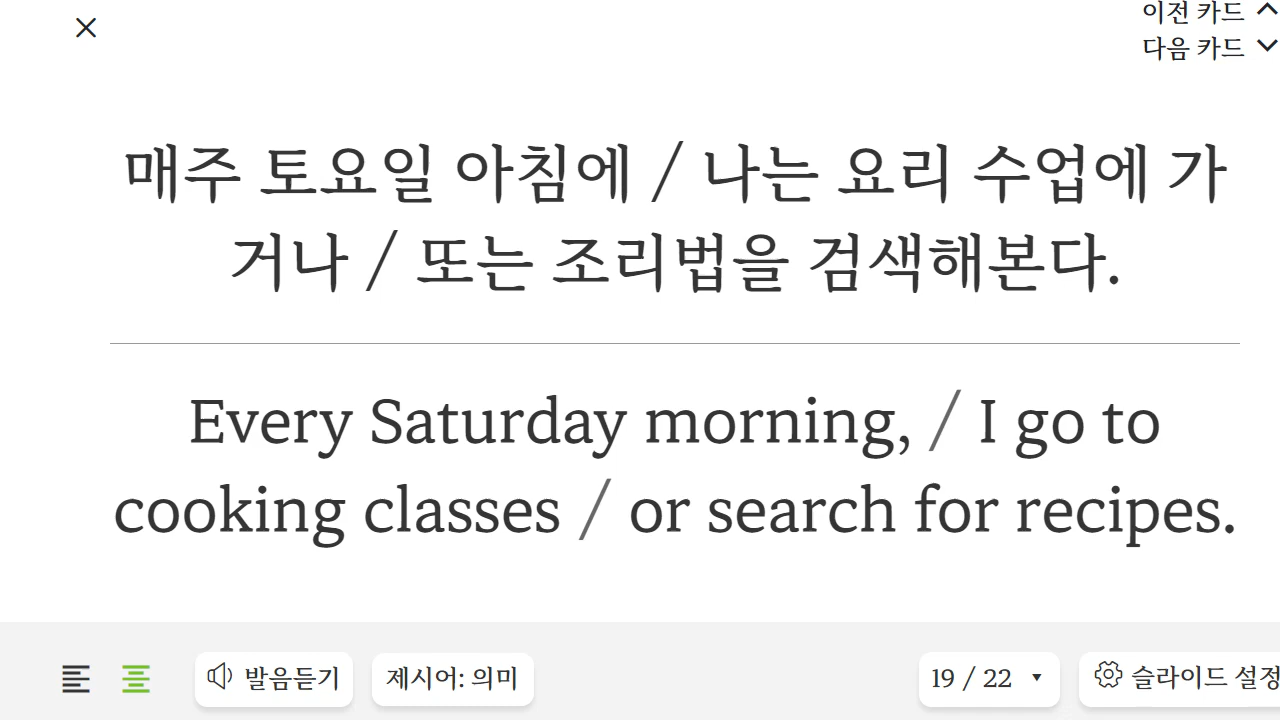 이전 카드
다음 카드
매주 토요일 아침에 / 나는 요리 수업에 가
거나 / 또는 조리법을 검색해본다.
Every Saturday morning, / I go to
cooking classes / or search for recipes.
발음듣기 제시어: 의미 19 / 22 슬라이드 설정